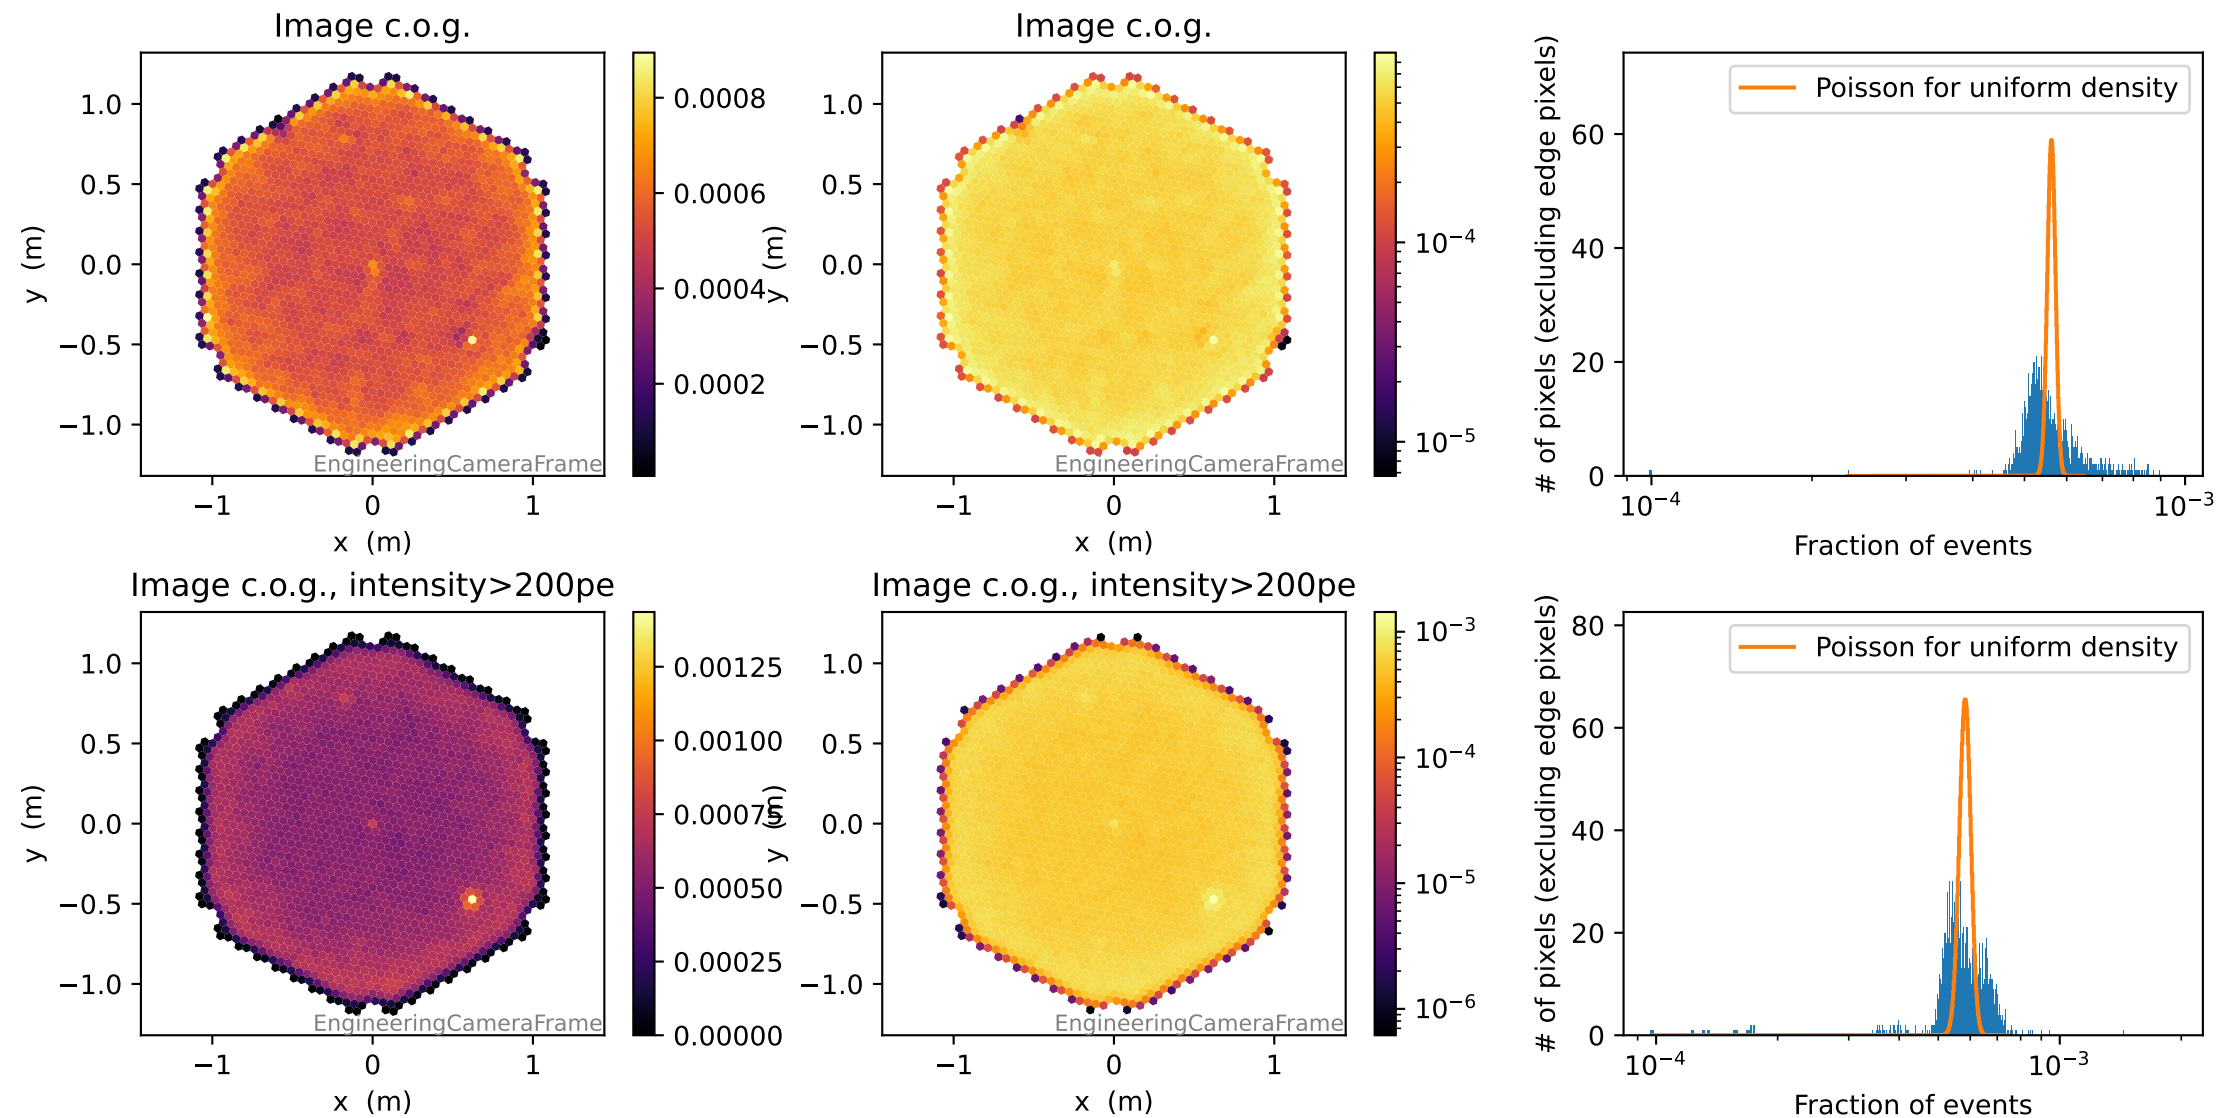 Image c.o.g.
1.0
0.5
0.0
−0.5
−1.0
y (m)
−1
0
1
x (m)
EngineeringCameraFrame
0.0008
0.0006
0.0004
0.0002
Image c.o.g.
1.0
0.5
0.0
−0.5
−1.0
y (m)
−1
0
1
x (m)
EngineeringCameraFrame
10⁻⁴
10⁻⁵
# of pixels (excluding edge pixels)
60
40
20
0
Poisson for uniform density
10⁻⁴
10⁻³
Fraction of events
Image c.o.g., intensity>200pe
1.0
0.5
0.0
−0.5
−1.0
y (m)
−1
0
1
x (m)
EngineeringCameraFrame
0.00125
0.00100
0.00075
0.00050
0.00025
0.00000
Image c.o.g., intensity>200pe
1.0
0.5
0.0
−0.5
−1.0
y (m)
−1
0
1
x (m)
EngineeringCameraFrame
10⁻³
10⁻⁴
10⁻⁵
10⁻⁶
# of pixels (excluding edge pixels)
80
60
40
20
0
Poisson for uniform density
10⁻⁴
10⁻³
Fraction of events